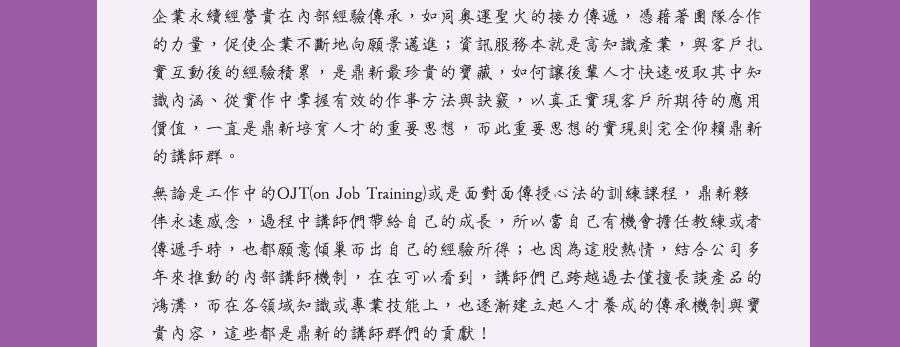 企業永續經營貴在內部經驗傳承，如同奧運聖火的接力傳遞，憑藉著團隊合作
的力量，促使企業不斷地向願景邁進；資訊服務本就是高知識產業，與客戶扎
實互動後的經驗積累，是鼎新最珍貴的寶藏，如何讓後輩人才快速吸取其中知
識內涵、從實作中掌握有效的作事方法與訣竅，以真正實現客戶所期待的應用
價值，一直是鼎新培育人才的重要思想，而此重要思想的實現則完全仰賴鼎新
的講師群。
無論是工作中的OJT(on Job Training)或是面對面傳授心法的訓練課程，鼎新夥
伴永遠感念，過程中講師們帶給自己的成長，所以當自己有機會擔任教練或者
傳遞手時，也都願意傾巢而出自己的經驗所得；也因為這股熱情，結合公司多
年來推動的內部講師機制，在在可以看到，講師們已跨越過去僅擅長談產品的
鴻溝，而在各領域知識或專業技能上，也逐漸建立起人才養成的傳承機制與寶
貴內容，這些都是鼎新的講師群們的貢獻！